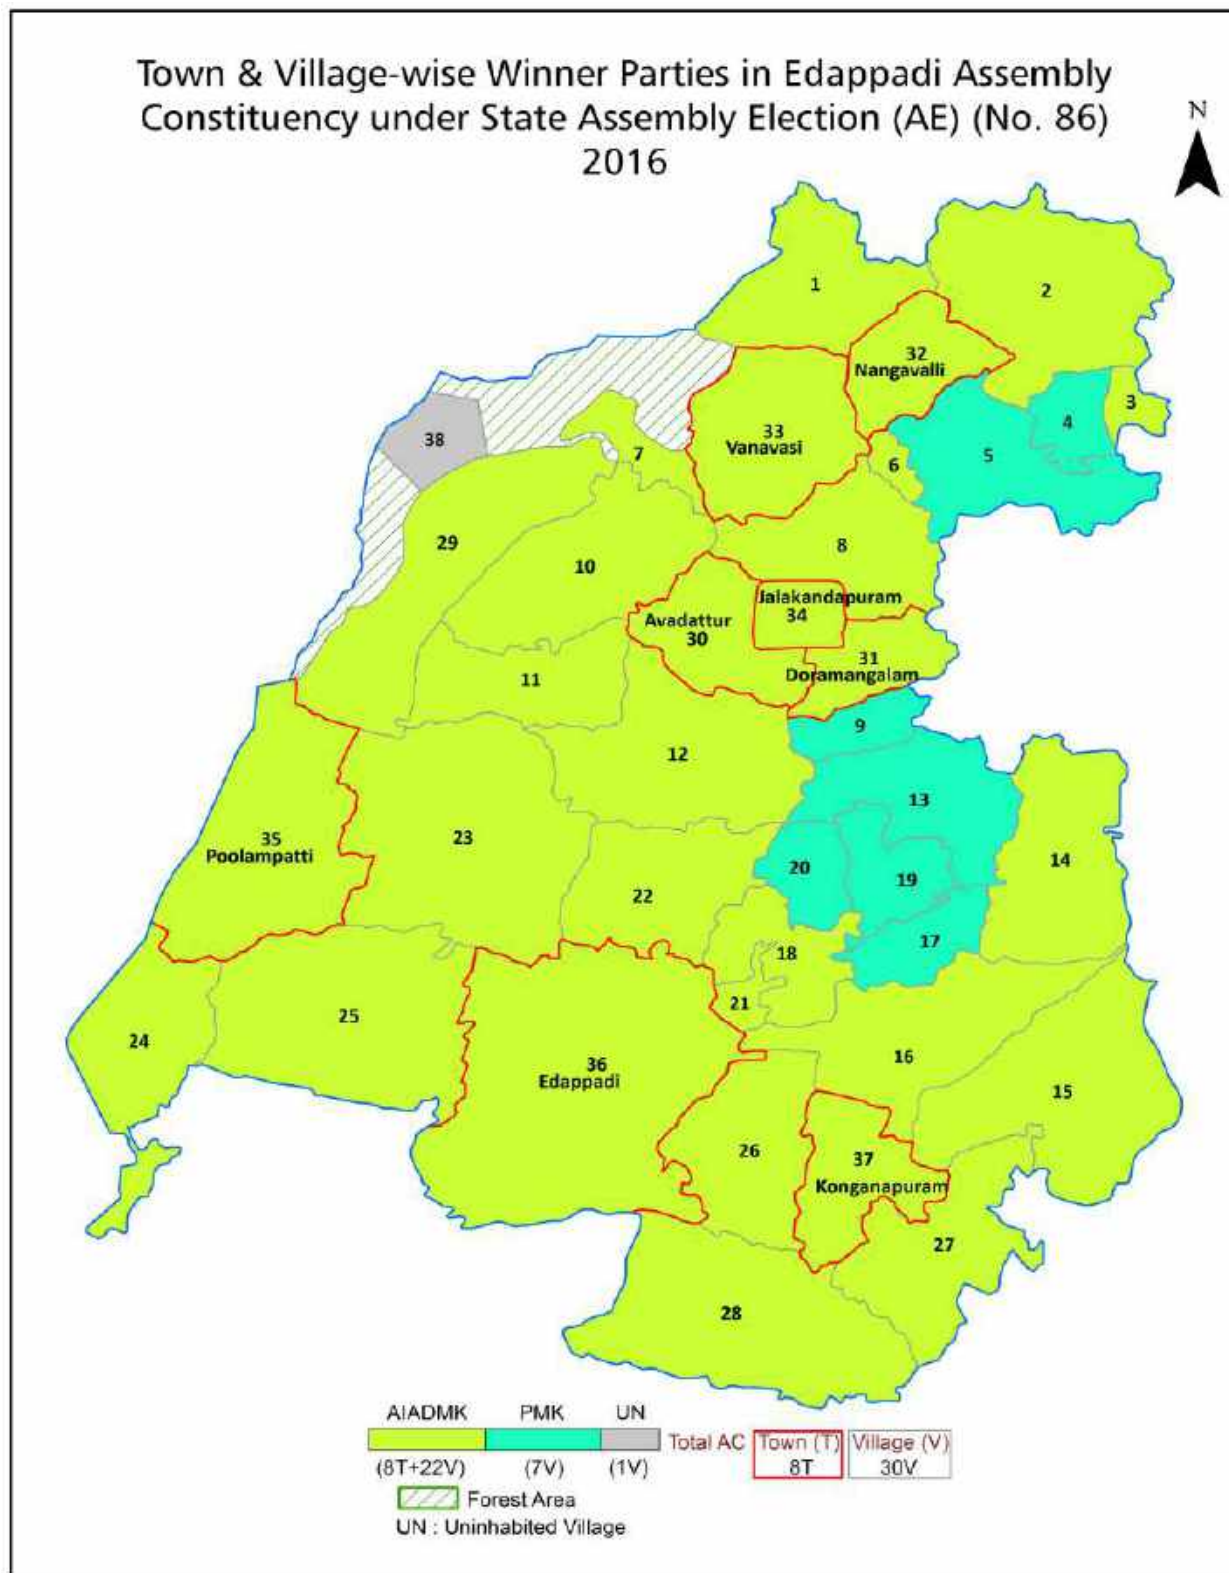 Town & Village-wise Winner Parties in Edappadi Assembly
Constituency under State Assembly Election (AE) (No. 86)
2016
N
1
2
32
Nangavalli
3
4
38
33
Vanavasi
7
5
6
29
8
10
Jalakandapuram
34
Avadattur
30
31
Doramangalam
11
9
12
13
35
Poolampatti
23
14
20
19
22
17
18
21
25
24
16
36
Edappadi
15
26
37
Konganapuram
27
28
AIADMK PMK UN
Total AC Town (T) Village (V)
(8T+22V) (7V) (1V) 8T 30V
Forest Area
UN : Uninhabited Village